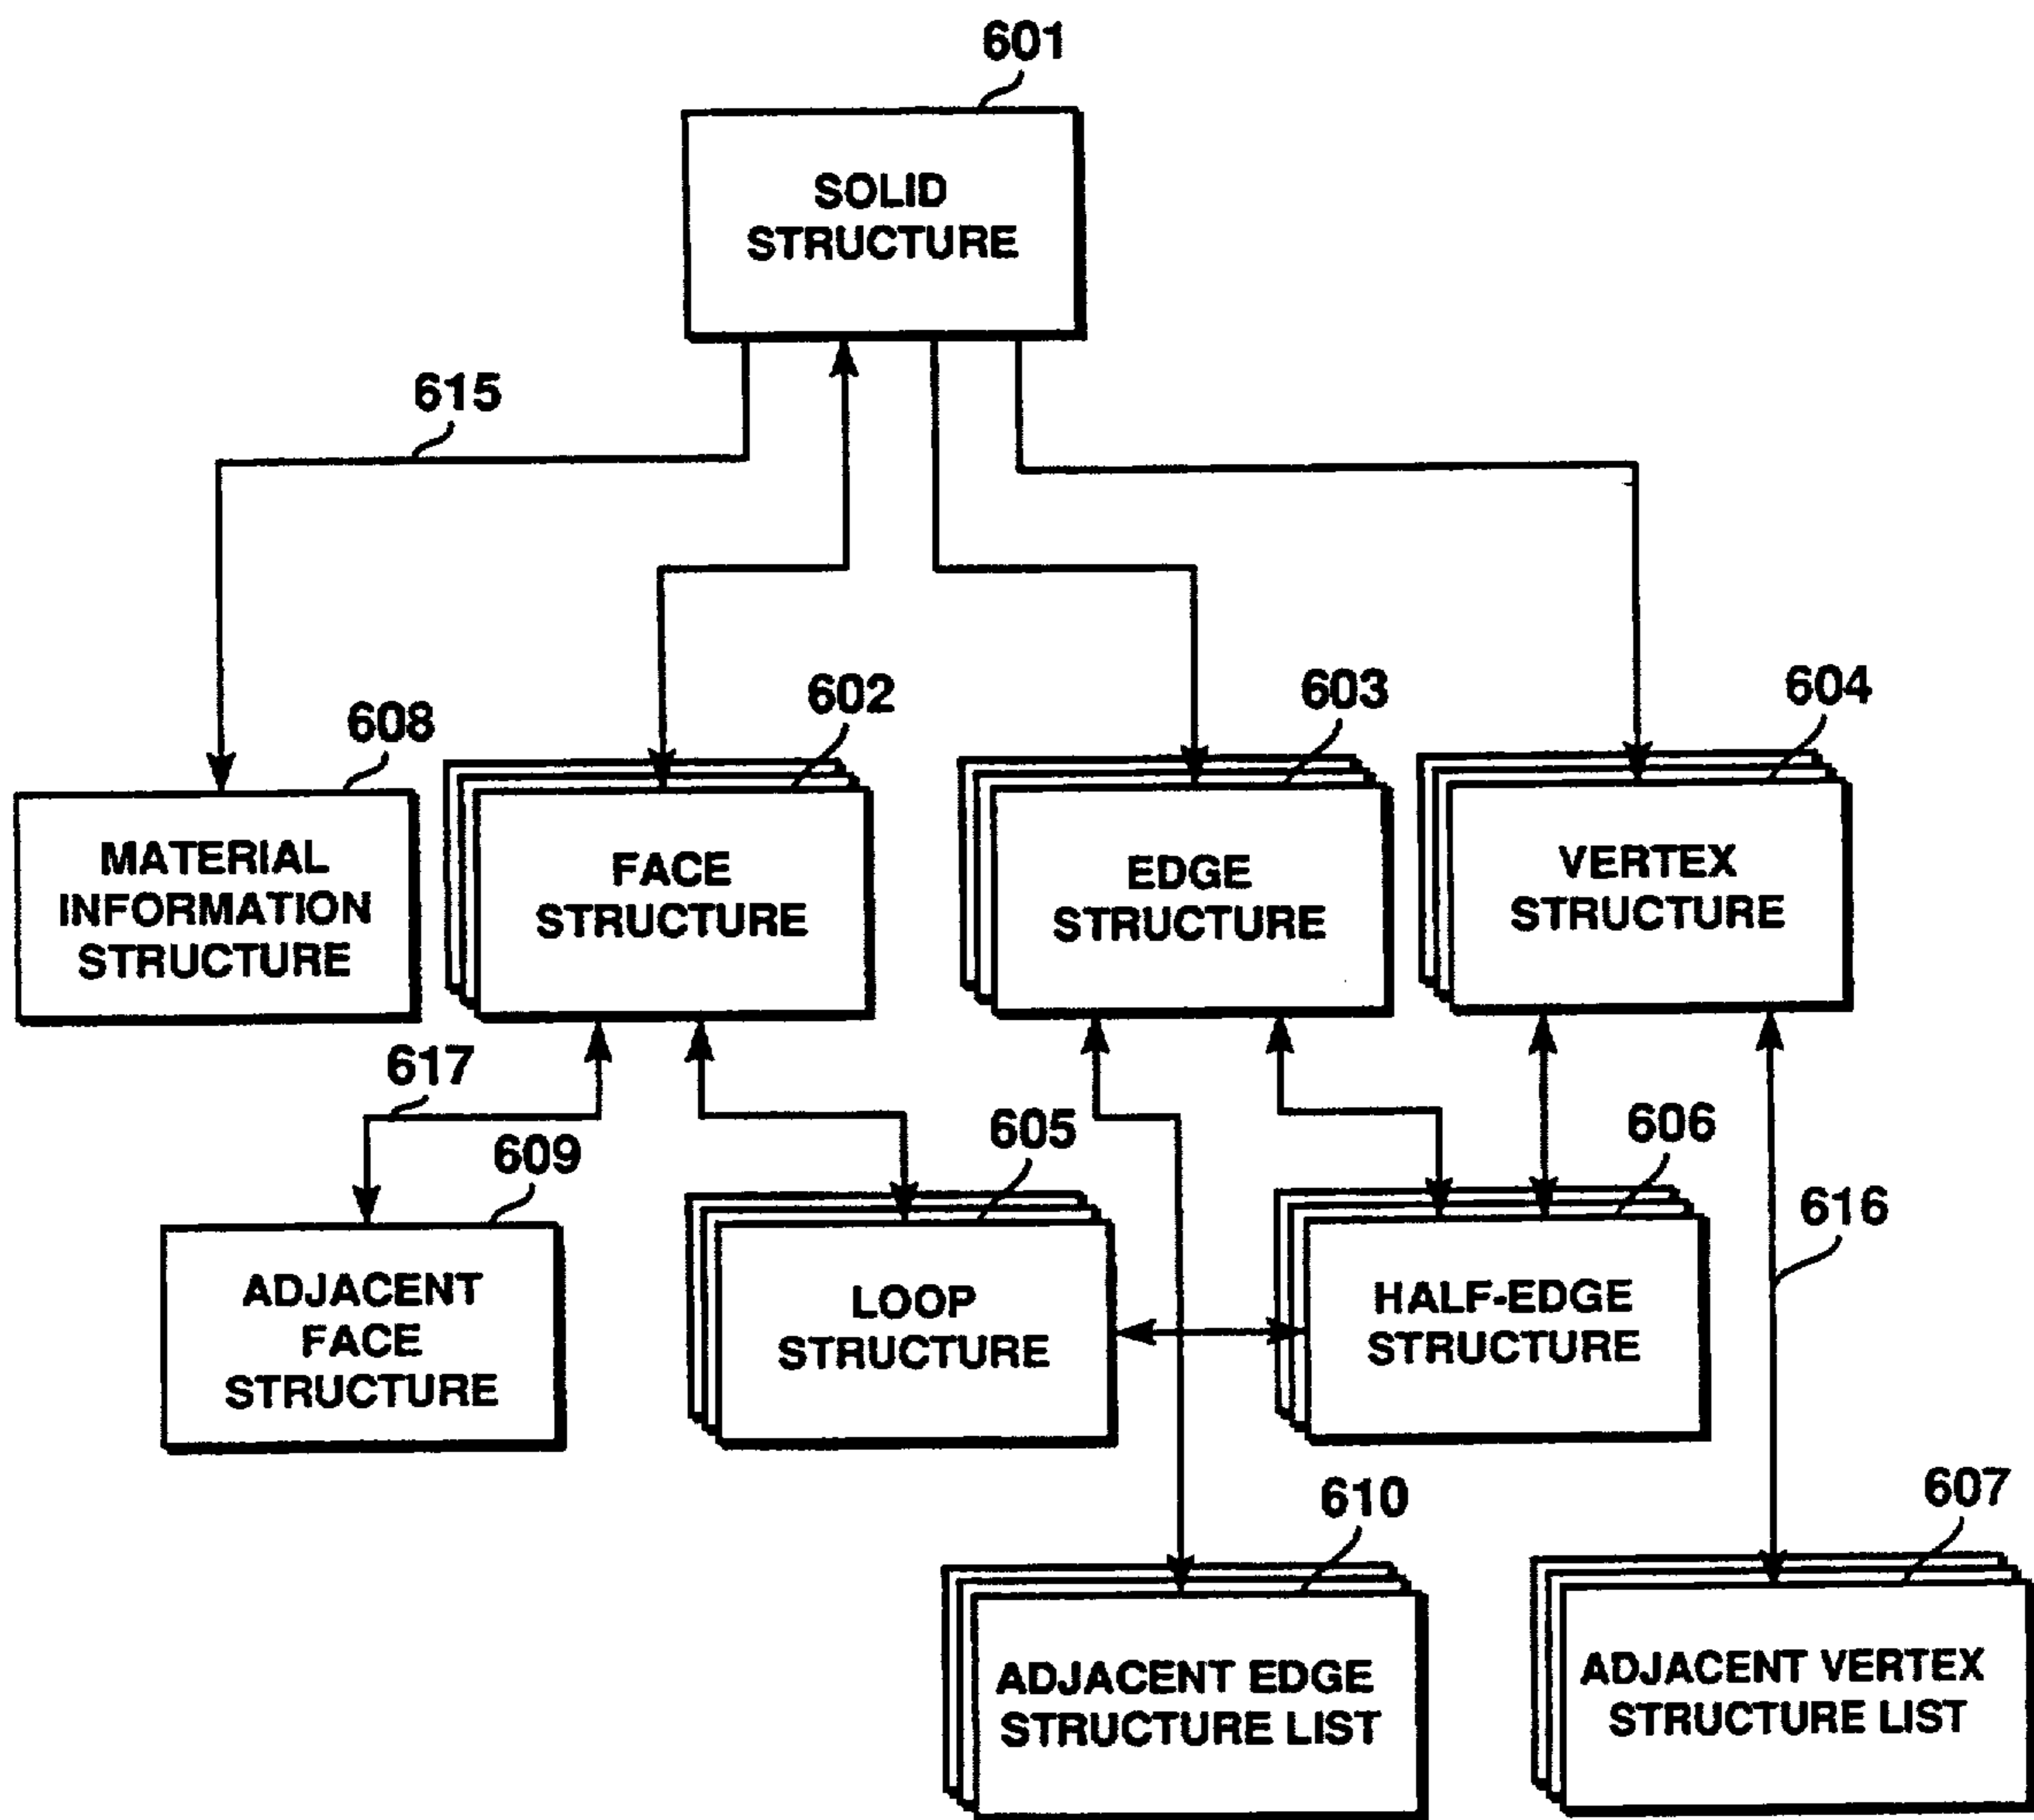 601
SOLID
STRUCTURE
615
608
602
603
604
MATERIAL
INFORMATION
STRUCTURE
FACE
STRUCTURE
EDGE
STRUCTURE
VERTEX
STRUCTURE
617
609
605
606
616
ADJACENT
FACE
STRUCTURE
LOOP
STRUCTURE
HALF-EDGE
STRUCTURE
610
607
ADJACENT EDGE
STRUCTURE LIST
ADJACENT VERTEX
STRUCTURE LIST